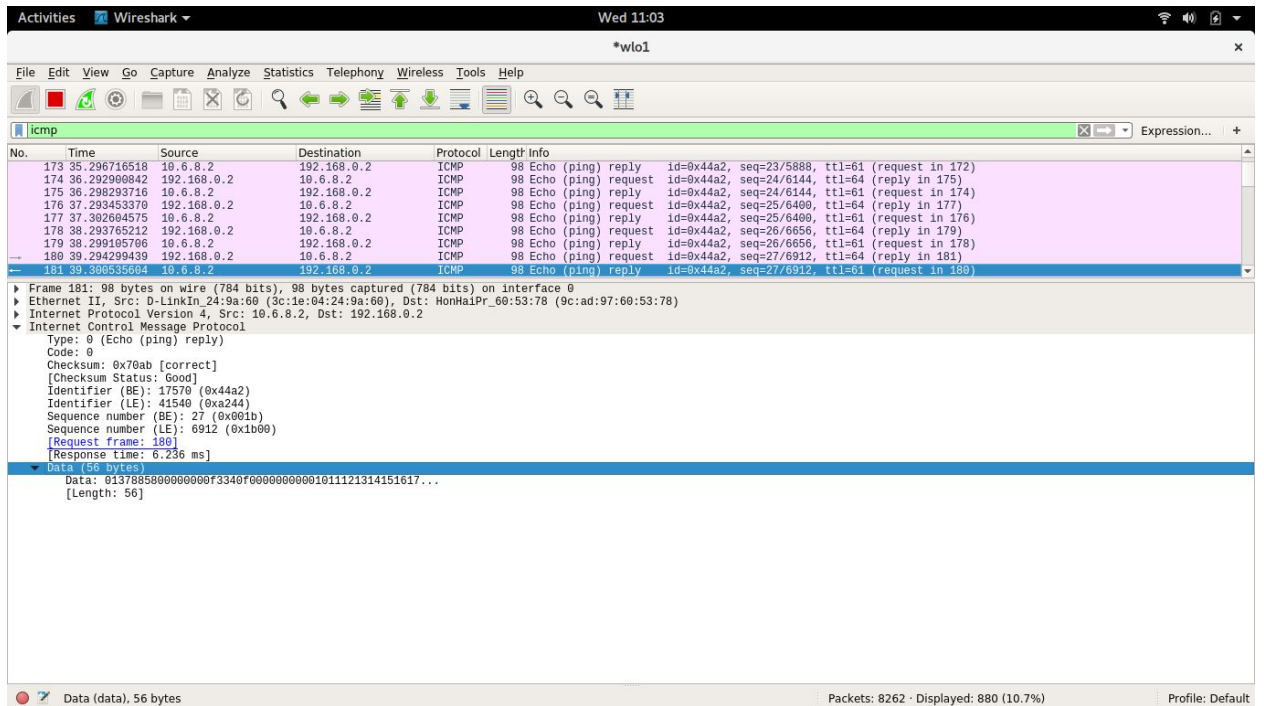 Activities Wireshark Wed 11:03
*wlo1 ×
File Edit View Go Capture Analyze Statistics Telephony Wireless Tools Help
icmp Expression... +
No. Time Source Destination Protocol Length Info
173 35.296716518 10.6.8.2 192.168.0.2 ICMP 98 Echo (ping) reply id=0x44a2, seq=23/5888, ttl=61 (request in 172)
174 36.292900842 192.168.0.2 10.6.8.2 ICMP 98 Echo (ping) request id=0x44a2, seq=24/6144, ttl=64 (reply in 175)
175 36.298293716 10.6.8.2 192.168.0.2 ICMP 98 Echo (ping) reply id=0x44a2, seq=24/6144, ttl=61 (request in 174)
176 37.293453370 192.168.0.2 10.6.8.2 ICMP 98 Echo (ping) request id=0x44a2, seq=25/6400, ttl=64 (reply in 177)
177 37.302604575 10.6.8.2 192.168.0.2 ICMP 98 Echo (ping) reply id=0x44a2, seq=25/6400, ttl=61 (request in 176)
178 38.293765212 192.168.0.2 10.6.8.2 ICMP 98 Echo (ping) request id=0x44a2, seq=26/6656, ttl=64 (reply in 179)
179 38.299105706 10.6.8.2 192.168.0.2 ICMP 98 Echo (ping) reply id=0x44a2, seq=26/6656, ttl=61 (request in 178)
180 39.294299439 192.168.0.2 10.6.8.2 ICMP 98 Echo (ping) request id=0x44a2, seq=27/6912, ttl=64 (reply in 181)
181 39.300535604 10.6.8.2 192.168.0.2 ICMP 98 Echo (ping) reply id=0x44a2, seq=27/6912, ttl=61 (request in 180)
Frame 181: 98 bytes on wire (784 bits), 98 bytes captured (784 bits) on interface 0
Ethernet II, Src: D-LinkIn_24:9a:60 (3c:1e:04:24:9a:60), Dst: HonHaiPr_60:53:78 (9c:ad:97:60:53:78)
Internet Protocol Version 4, Src: 10.6.8.2, Dst: 192.168.0.2
Internet Control Message Protocol
Type: 0 (Echo (ping) reply)
Code: 0
Checksum: 0x70ab [correct]
[Checksum Status: Good]
Identifier (BE): 17570 (0x44a2)
Identifier (LE): 41540 (0xa244)
Sequence number (BE): 27 (0x001b)
Sequence number (LE): 6912 (0x1b00)
[Request frame: 180]
[Response time: 6.236 ms]
Data (56 bytes)
Data: 0137885800000000f3340f00000000001011121314151617...
[Length: 56]
Data (data), 56 bytes Packets: 8262 · Displayed: 880 (10.7%) Profile: Default